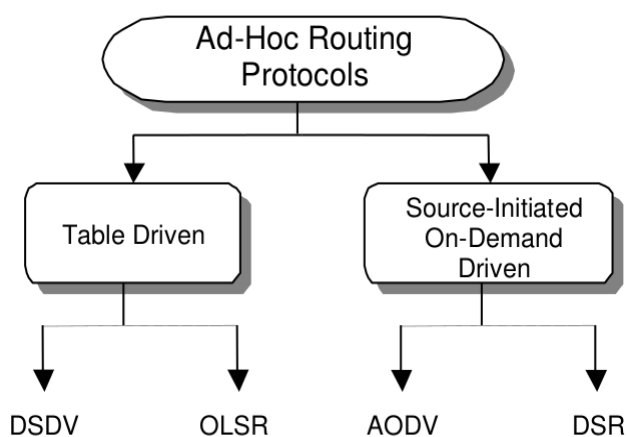 Ad-Hoc Routing
Protocols
Table Driven
Source-Initiated
On-Demand
Driven
DSDV
OLSR
AODV
DSR